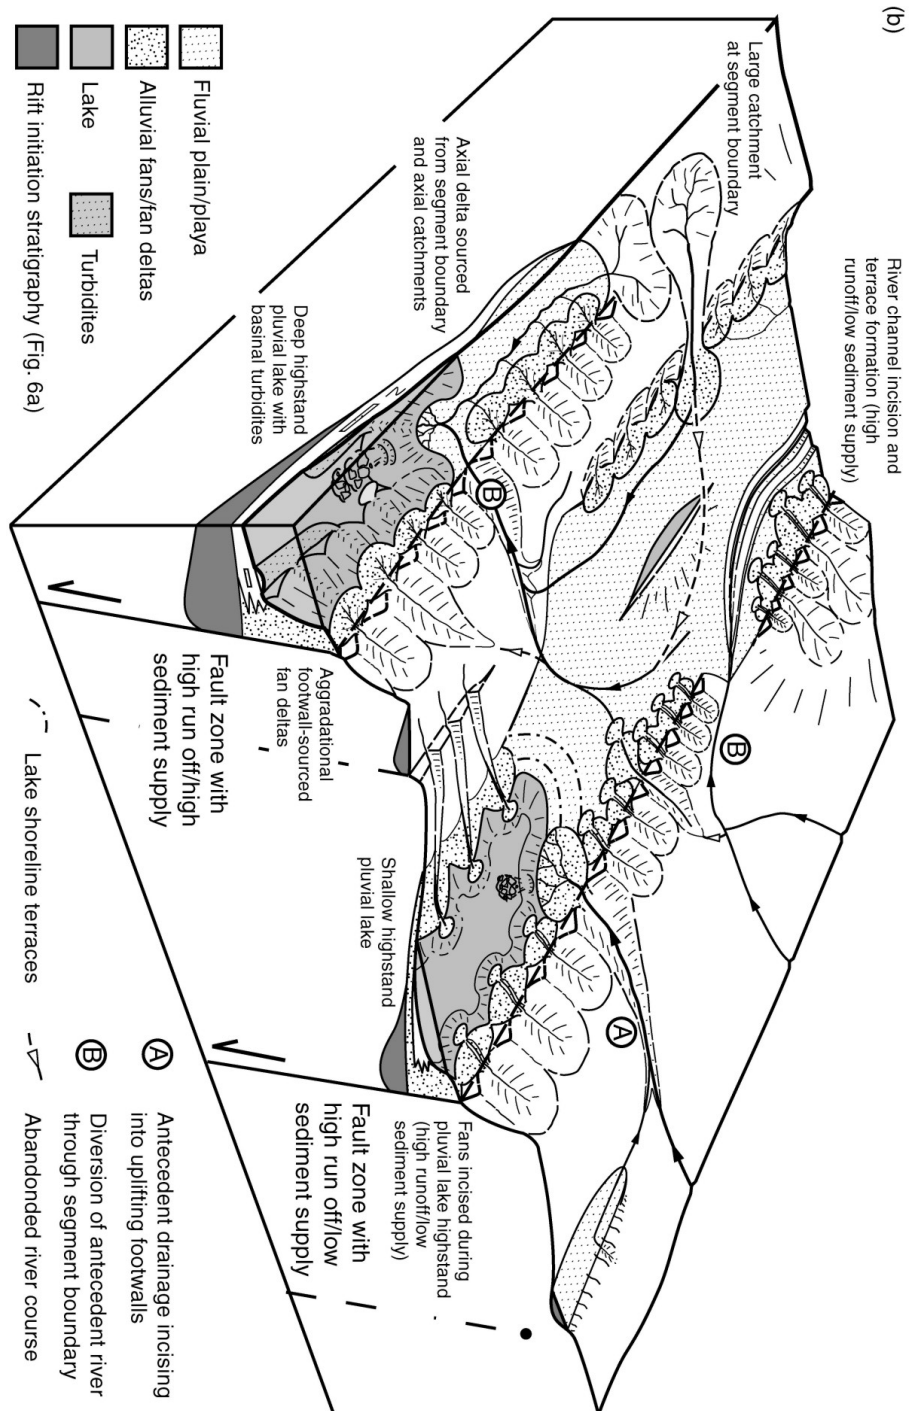 (b)
Large catchment
at segment boundary
River channel incision and
terrace formation (high
runoff/low sediment supply)
Axial delta sourced
from segment boundary
and axial catchments
Deep highstand
pluvial lake with
basinal turbidites
B
B
A
Aggradational
footwall-sourced
fan deltas
Shallow highstand
pluvial lake
Fault zone with
high run off/high
sediment supply
Fans incised during
pluvial lake highstand
(high runoff/low
sediment supply)
Fault zone with
high run off/low
sediment supply
Fluvial plain/playa
Alluvial fans/fan deltas
Lake
Turbidites
Rift initiation stratigraphy (Fig. 6a)
Lake shoreline terraces
A
Antecedent drainage incising
into uplifting footwalls
B
Diversion of antecedent river
through segment boundary
Abandonded river course